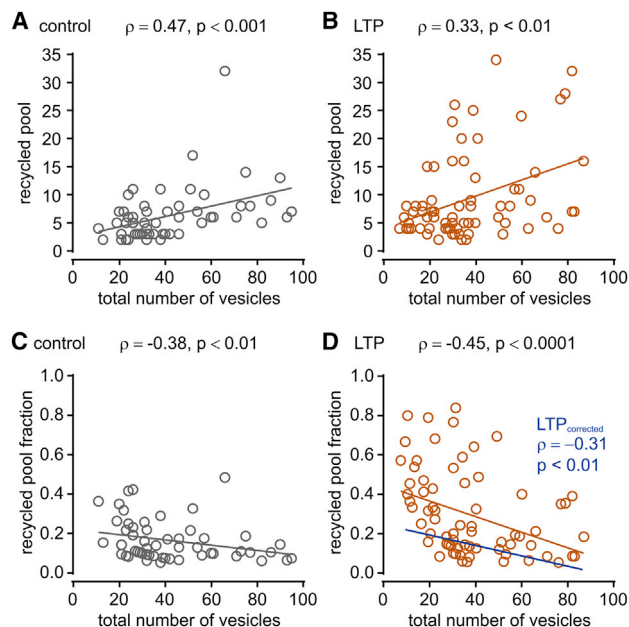 A control ρ = 0.47, p < 0.001
35
30
25
20
15
10
5
0
recycled pool
0 20 40 60 80 100
total number of vesicles
B LTP ρ = 0.33, p < 0.01
35
30
25
20
15
10
5
0
recycled pool
0 20 40 60 80 100
total number of vesicles
C control ρ = -0.38, p < 0.01
1.0
0.8
0.6
0.4
0.2
0.0
recycled pool fraction
0 20 40 60 80 100
total number of vesicles
D LTP ρ = -0.45, p < 0.0001
1.0
0.8
0.6
0.4
0.2
0.0
recycled pool fraction
LTPcorrected
ρ = −0.31
p < 0.01
0 20 40 60 80 100
total number of vesicles